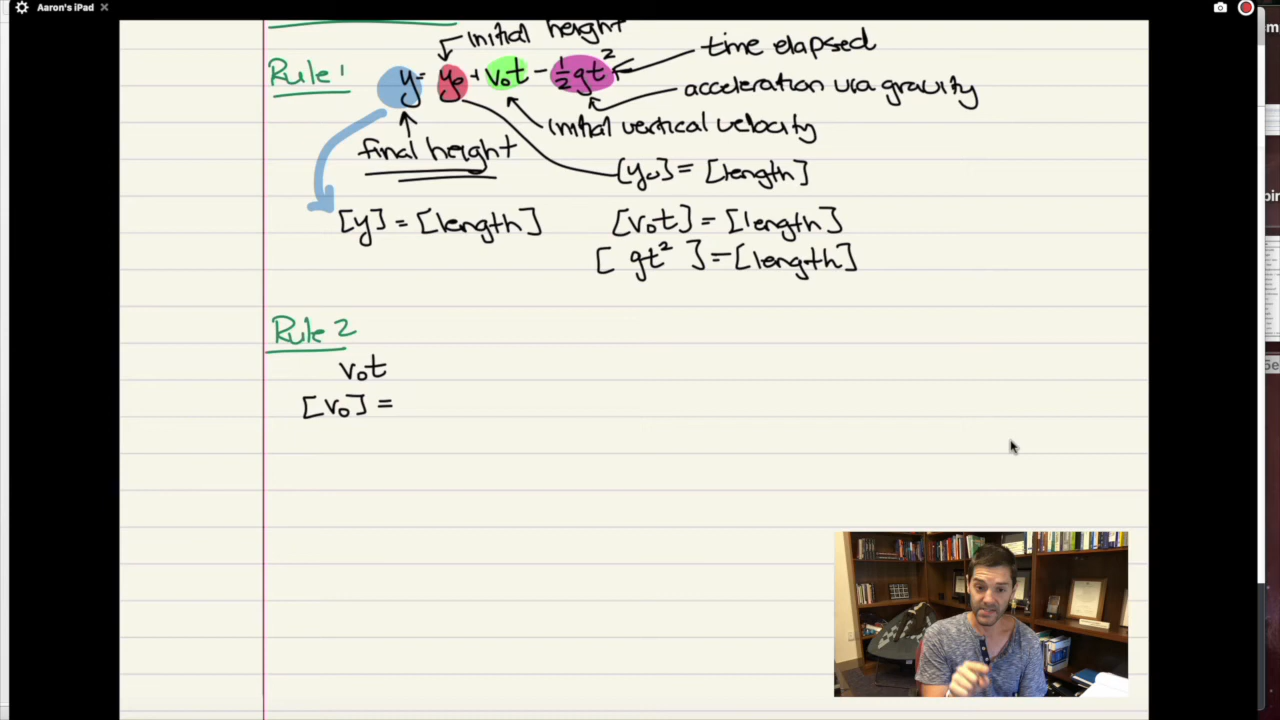 Aaron's iPad
initial height
Rule 1
y = y₀ + v₀t - ½gt²
time elapsed
acceleration via gravity
initial vertical velocity
final height
[y₀] = [length]
[y] = [length]
[v₀t] = [length]
[ gt² ] = [length]
Rule 2
v₀t
[v₀] =